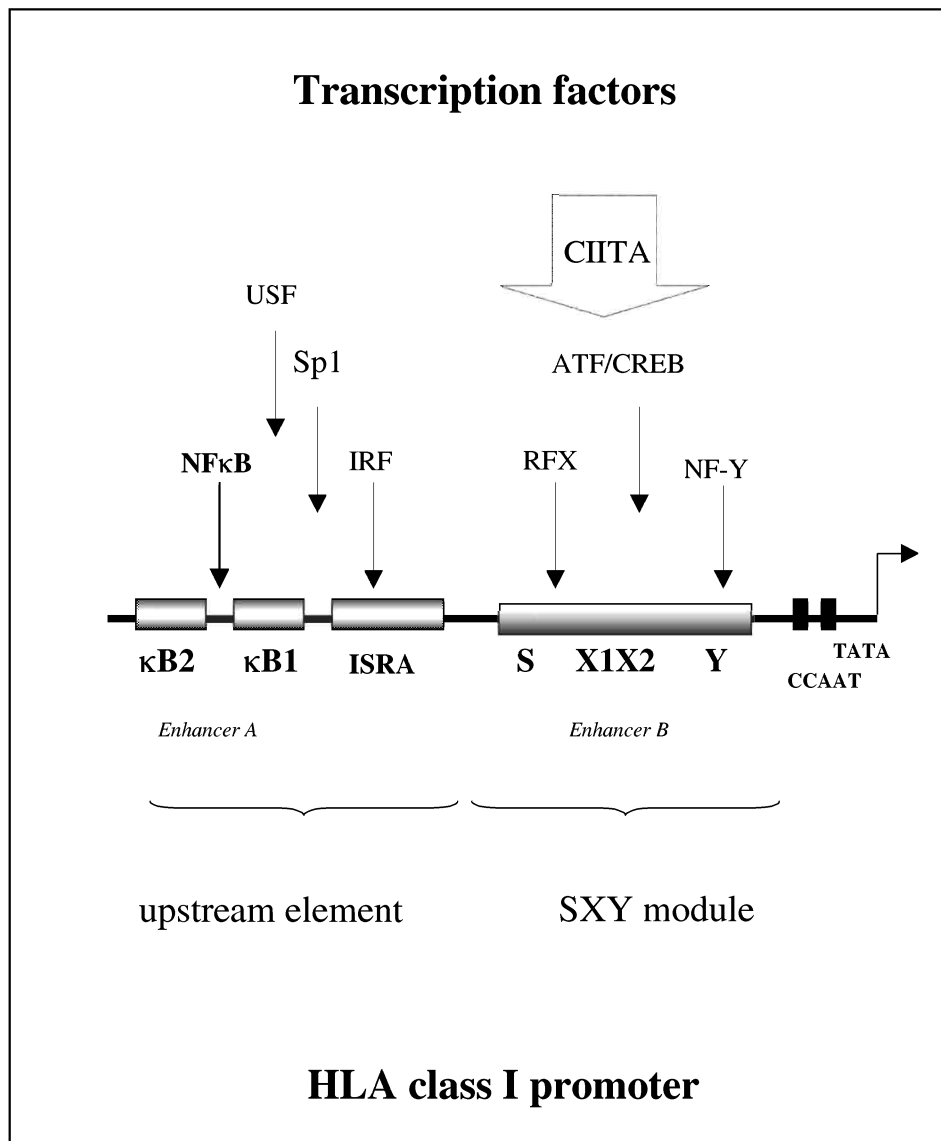 Transcription factors
CIITA
USF
Sp1
ATF/CREB
NFκB
IRF
RFX
NF-Y
κB2
κB1
ISRA
S
X1X2
Y
TATA
CCAAT
Enhancer A
Enhancer B
upstream element
SXY module
HLA class I promoter